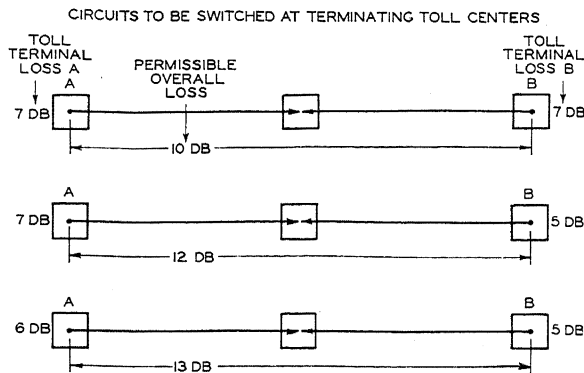 CIRCUITS TO BE SWITCHED AT TERMINATING TOLL CENTERS
TOLL
TERMINAL
LOSS A
PERMISSIBLE
OVERALL
LOSS
TOLL
TERMINAL
LOSS B
A
B
7 DB
7 DB
10 DB
A
B
7 DB
5 DB
12 DB
A
B
6 DB
5 DB
13 DB